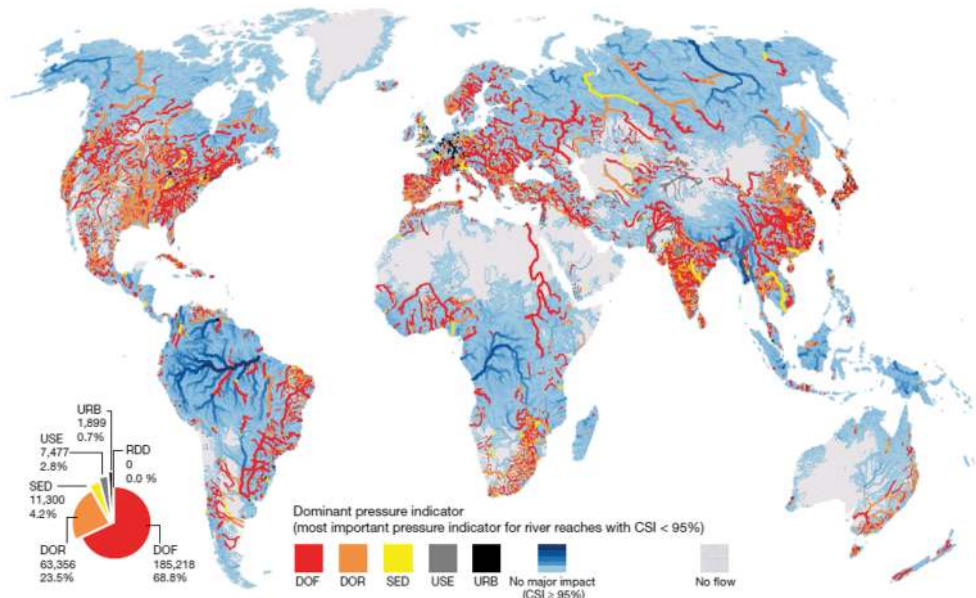 URB
1,899
0.7%
USE
7,477
2.8%
RDD
0
0.0 %
SED
11,300
4.2%
DOR
63,356
23.5%
DOF
185,218
68.8%
Dominant pressure indicator
(most important pressure indicator for river reaches with CSI < 95%)
DOF DOR SED USE URB No major impact No flow
(CSI ≥ 95%)